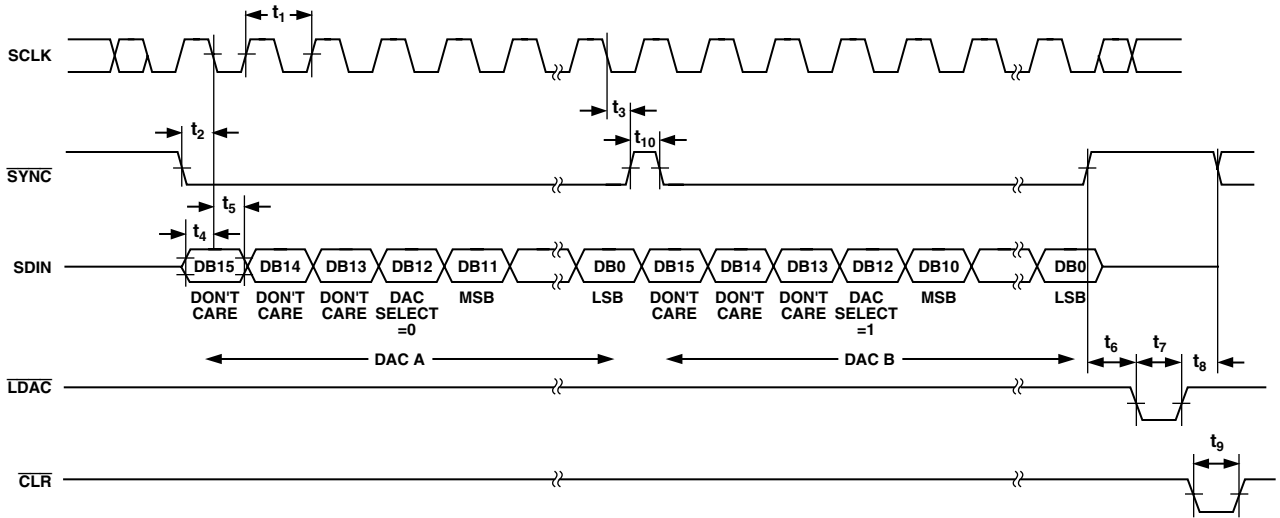 t1
SCLK
t3
t2
t10
SYNC
t5
t4
SDIN
DB15 DB14 DB13 DB12 DB11 DB0 DB15 DB14 DB13 DB12 DB10 DB0
DON'T CARE DON'T CARE DON'T CARE DAC SELECT =0 MSB LSB DON'T CARE DON'T CARE DON'T CARE DAC SELECT =1 MSB LSB
DAC A DAC B
t6 t7 t8
LDAC
t9
CLR